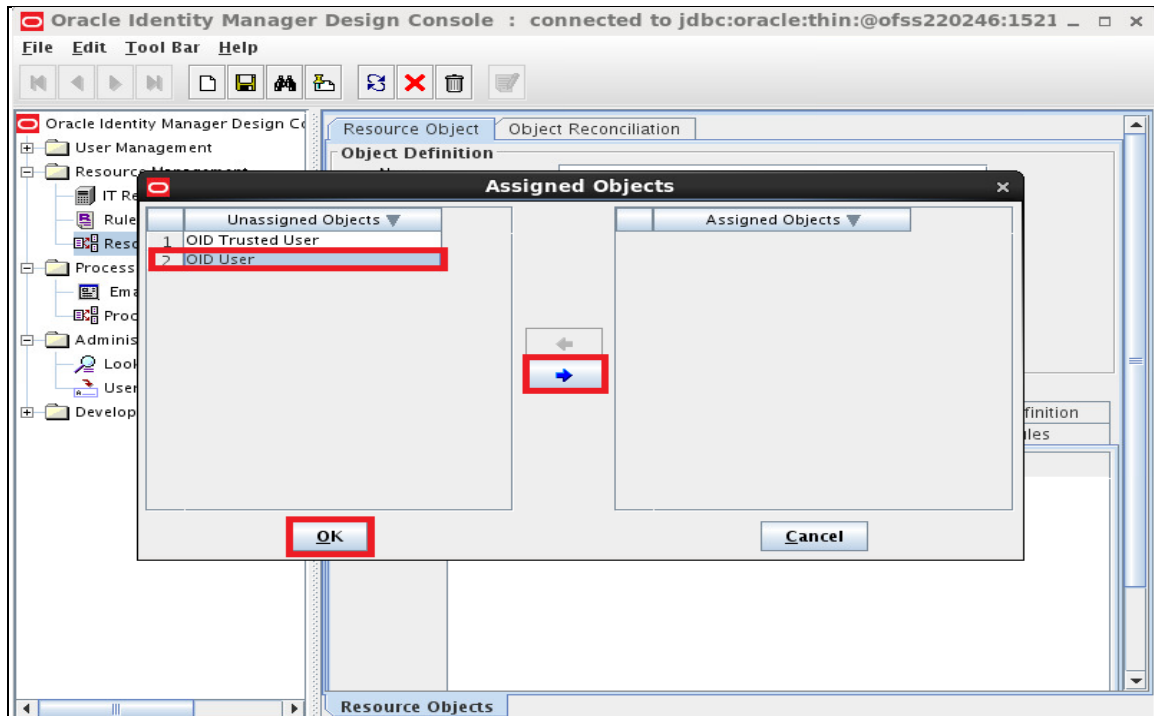 Oracle Identity Manager Design Console : connected to jdbc:oracle:thin:@ofss220246:1521
File Edit Tool Bar Help
Oracle Identity Manager Design Co
User Management
Resource Management
IT Re
Rule
Reso
Process
Ema
Proc
Adminis
Look
User
Develop
Resource Object Object Reconciliation
Object Definition
Assigned Objects
Unassigned Objects
1 OID Trusted User
2 OID User
Assigned Objects
OK
Cancel
finition
ules
Resource Objects